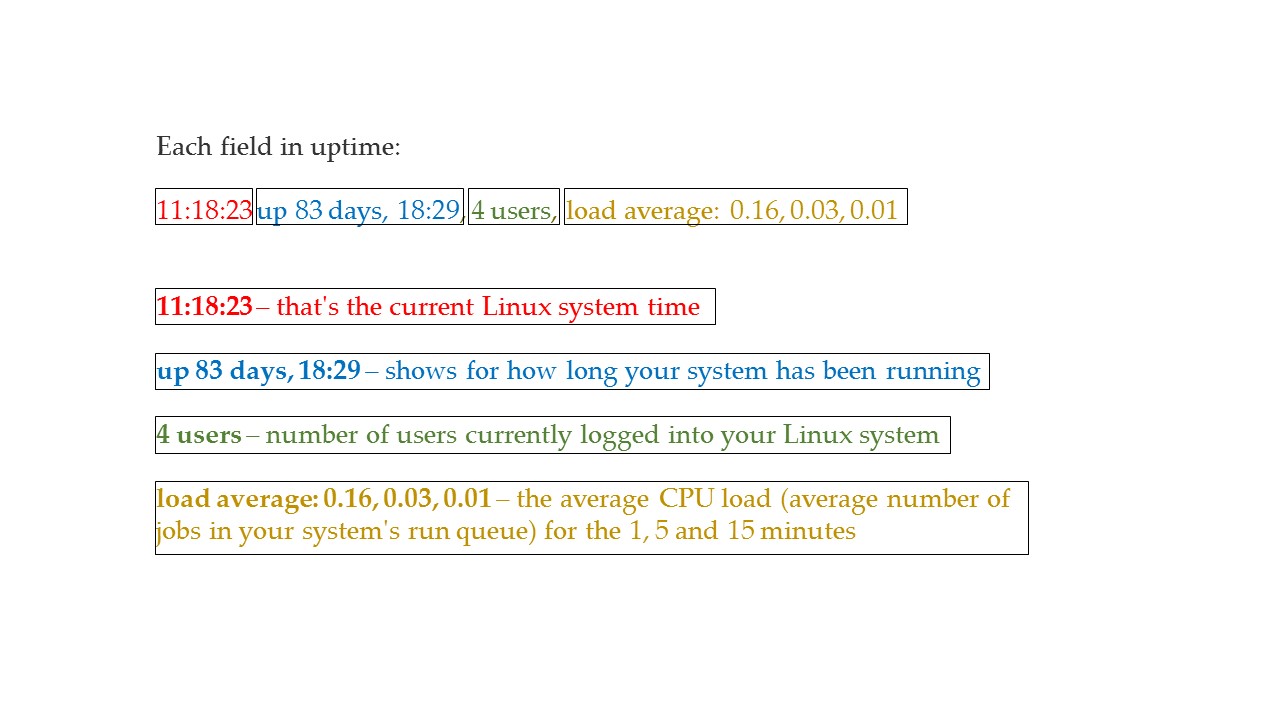 Each field in uptime:
11:18:23 up 83 days, 18:29, 4 users, load average: 0.16, 0.03, 0.01
11:18:23 – that's the current Linux system time
up 83 days, 18:29 – shows for how long your system has been running
4 users – number of users currently logged into your Linux system
load average: 0.16, 0.03, 0.01 – the average CPU load (average number of
jobs in your system's run queue) for the 1, 5 and 15 minutes